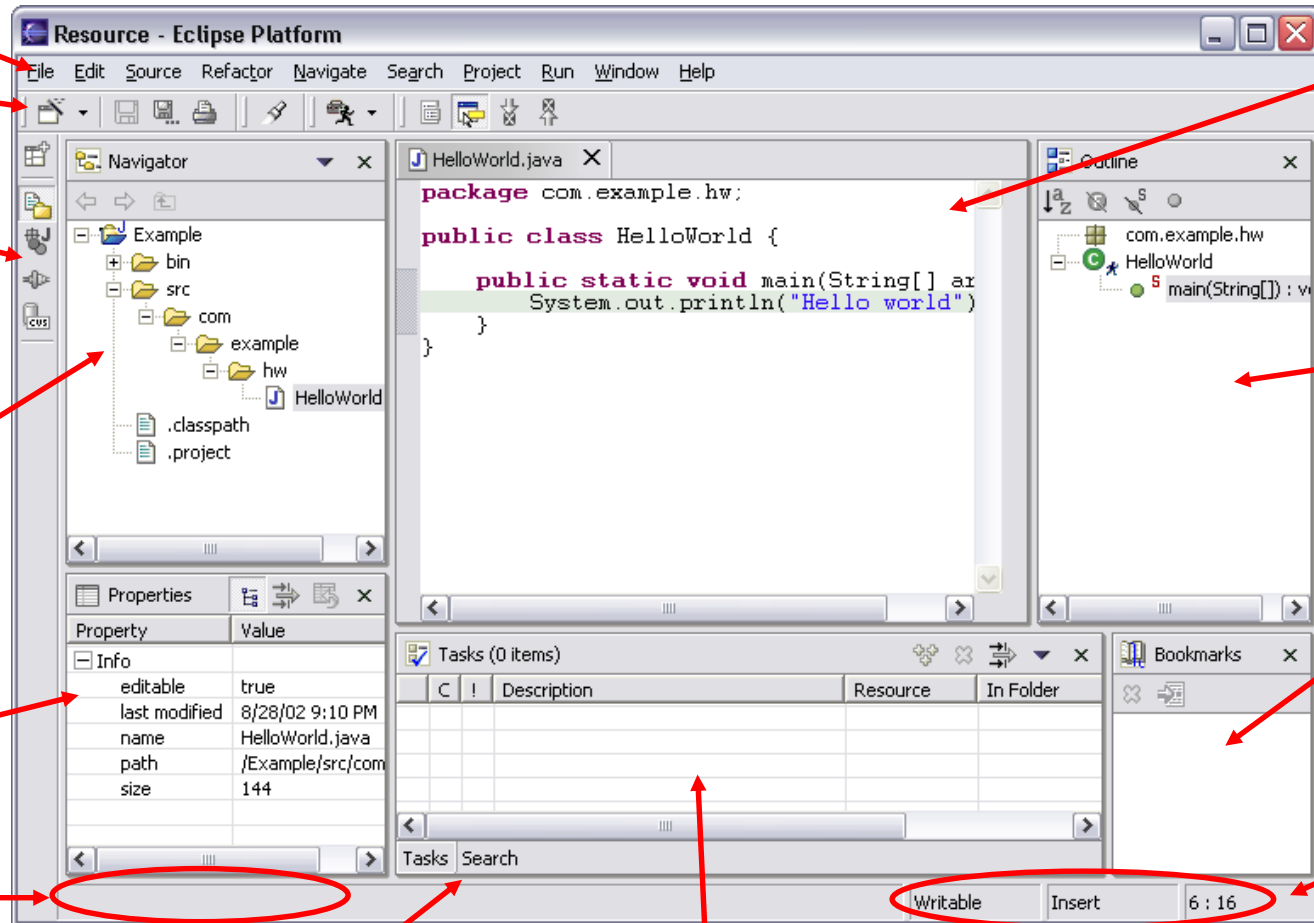 Resource - Eclipse Platform
File Edit Source Refactor Navigate Search Project Run Window Help
Navigator
Example
bin
src
com
example
hw
HelloWorld
.classpath
.project
HelloWorld.java
package com.example.hw;
public class HelloWorld {
public static void main(String[] ar
System.out.println("Hello world")
}
}
Outline
com.example.hw
HelloWorld
main(String[]) : v
Properties
Property Value
Info
editable true
last modified 8/28/02 9:10 PM
name HelloWorld.java
path /Example/src/com
size 144
Tasks (0 items)
C ! Description Resource In Folder
Tasks Search
Bookmarks
Writable Insert 6 : 16